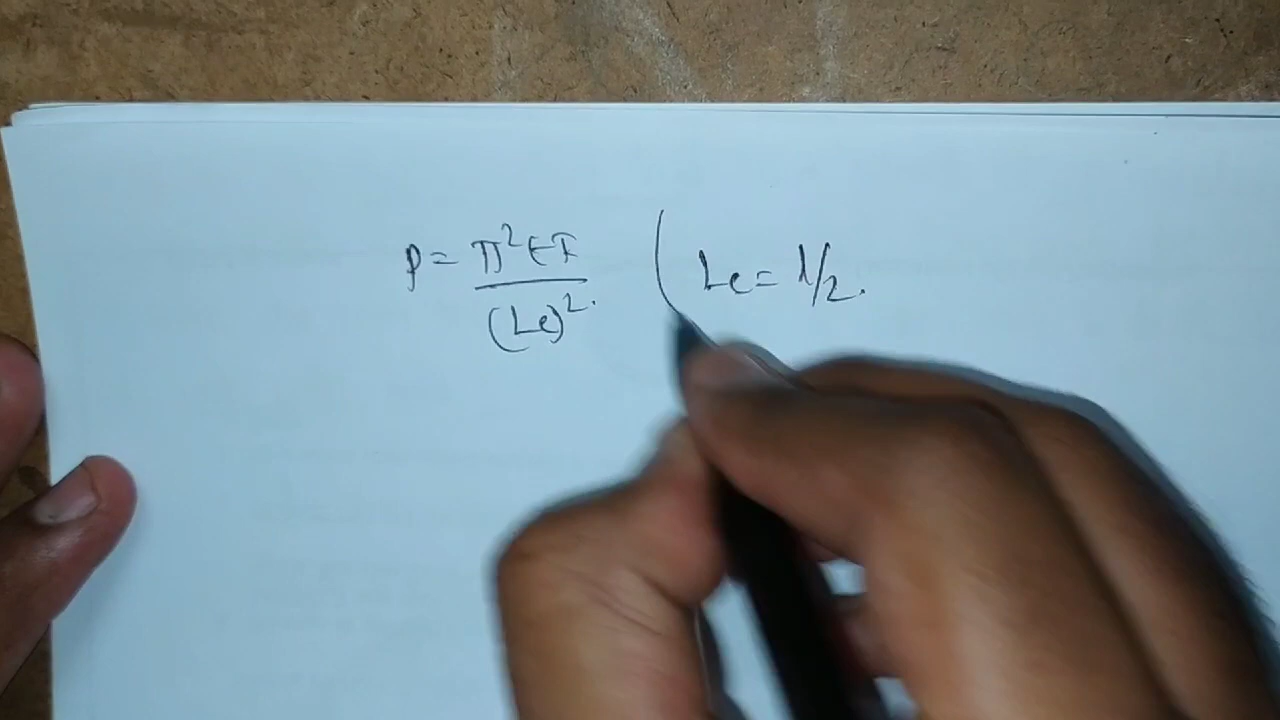 P = π²EI / (Le)² ( Le = l/2.